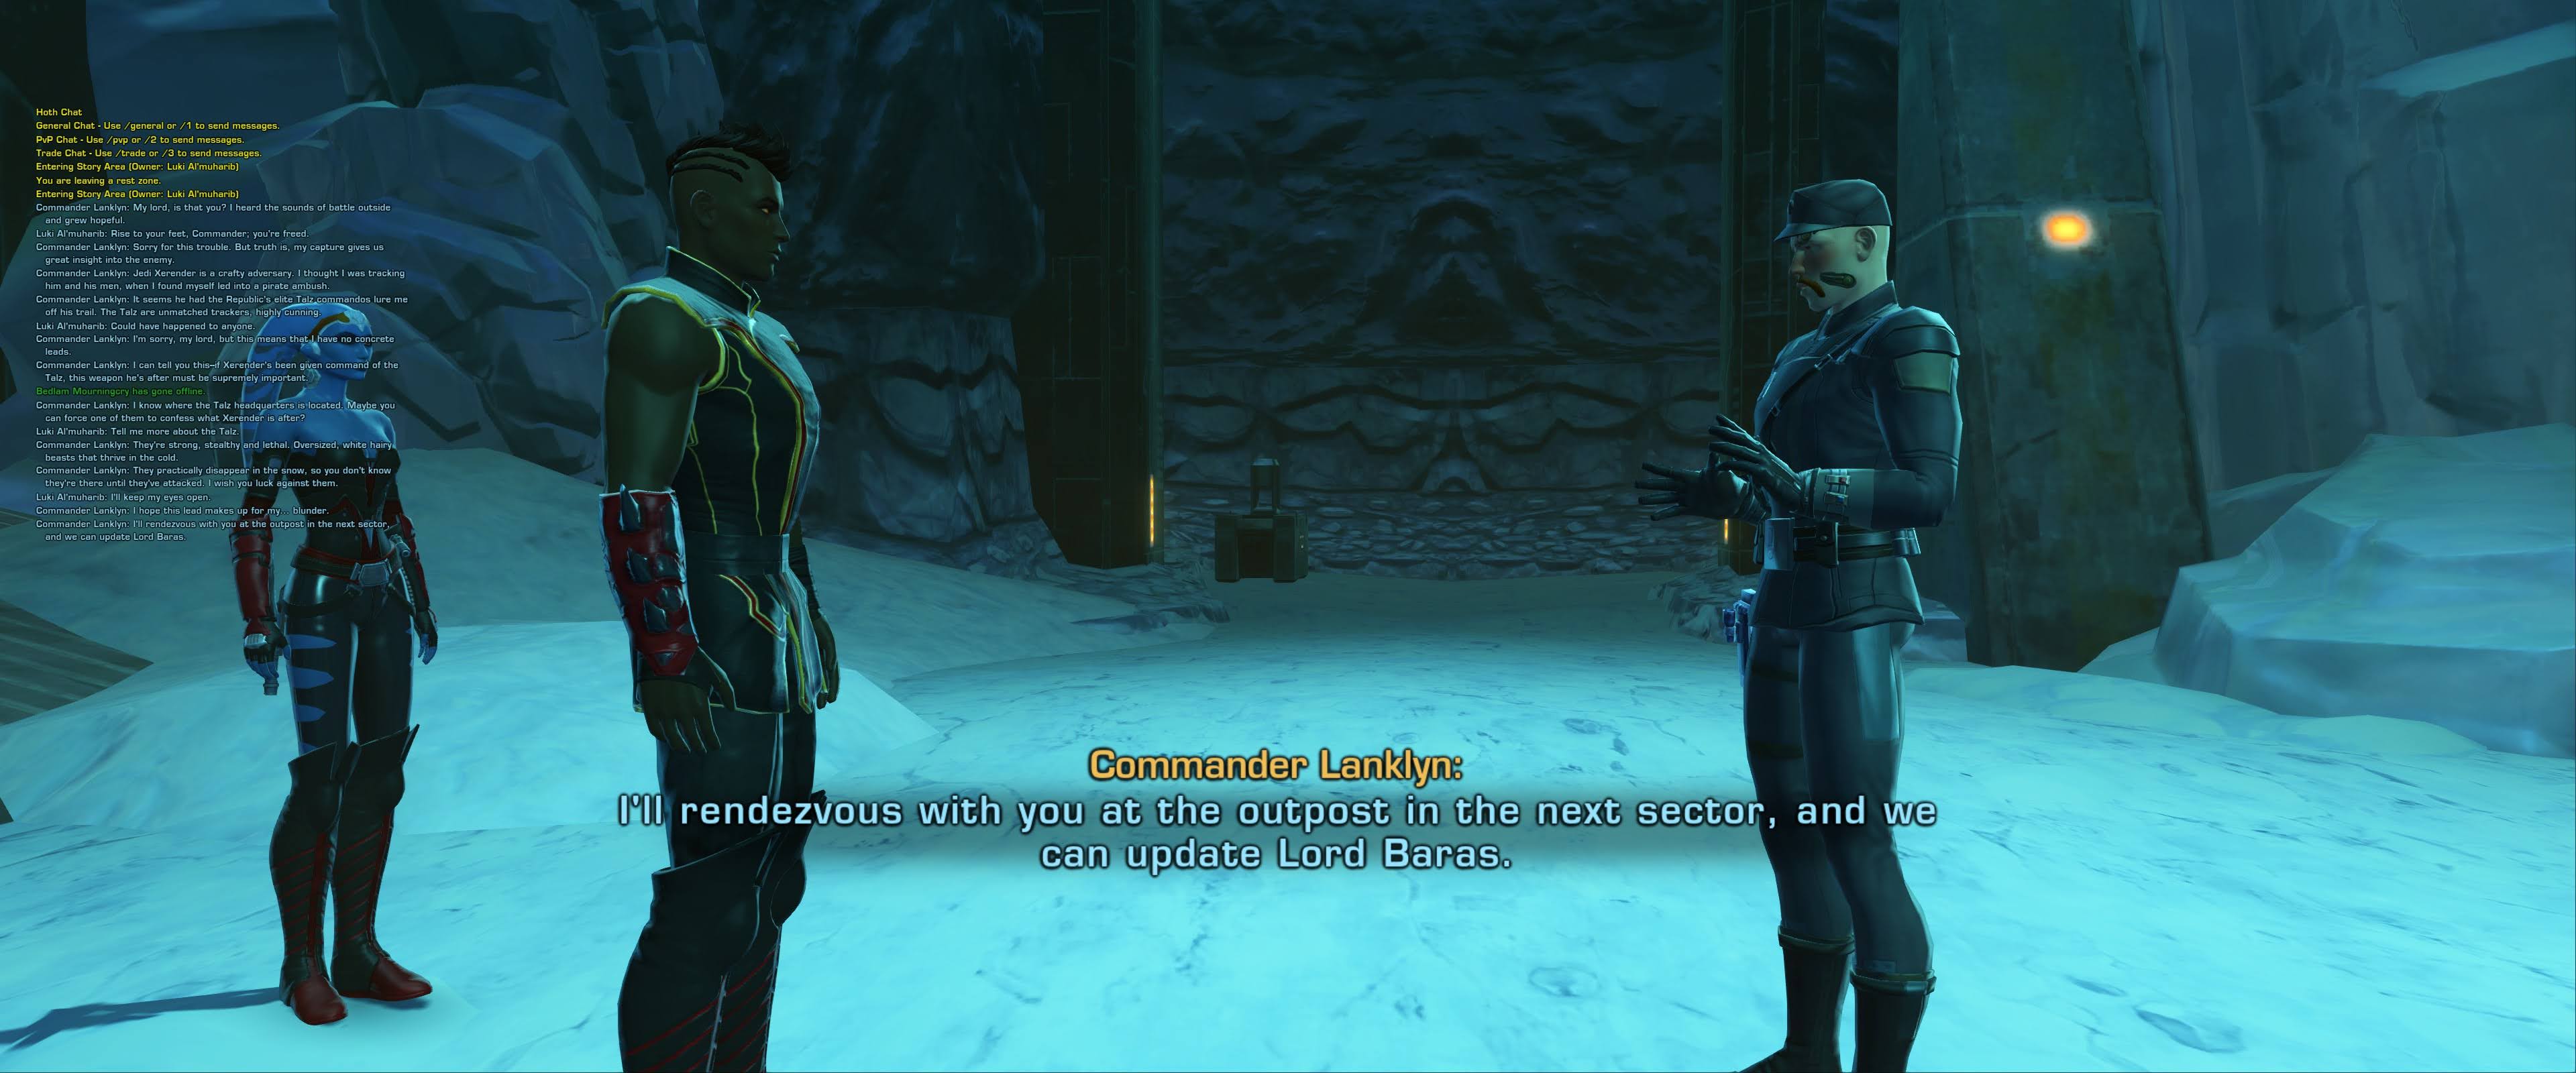 Hoth Chat
General Chat - Use /general or /1 to send messages.
PvP Chat - Use /pvp or /2 to send messages.
Trade Chat - Use /trade or /3 to send messages.
Entering Story Area (Owner: Luki Al'muharib)
You are leaving a rest zone.
Entering Story Area (Owner: Luki Al'muharib)
Commander Lanklyn: My lord, is that you? I heard the sounds of battle outside
and grew hopeful.
Luki Al'muharib: Rise to your feet, Commander; you're freed.
Commander Lanklyn: Sorry for this trouble. But truth is, my capture gives us
great insight into the enemy.
Commander Lanklyn: Jedi Xerender is a crafty adversary. I thought I was tracking
him and his men, when I found myself led into a pirate ambush.
Commander Lanklyn: It seems he had the Republic's elite Talz commandos lure me
off his trail. The Talz are unmatched trackers, highly cunning.
Luki Al'muharib: Could have happened to anyone.
Commander Lanklyn: I'm sorry, my lord, but this means that I have no concrete
leads.
Commander Lanklyn: I can tell you this--if Xerender's been given command of the
Talz, this weapon he's after must be supremely important.
Bedlam Mourningcry has gone offline.
Commander Lanklyn: I know where the Talz headquarters is located. Maybe you
can force one of them to confess what Xerender is after?
Luki Al'muharib: Tell me more about the Talz.
Commander Lanklyn: They're strong, stealthy and lethal. Oversized, white hairy
beasts that thrive in the cold.
Commander Lanklyn: They practically disappear in the snow, so you don't know
they're there until they've attacked. I wish you luck against them.
Luki Al'muharib: I'll keep my eyes open.
Commander Lanklyn: I hope this lead makes up for my... blunder.
Commander Lanklyn: I'll rendezvous with you at the outpost in the next sector,
and we can update Lord Baras.
Commander Lanklyn:
I'll rendezvous with you at the outpost in the next sector, and we
can update Lord Baras.